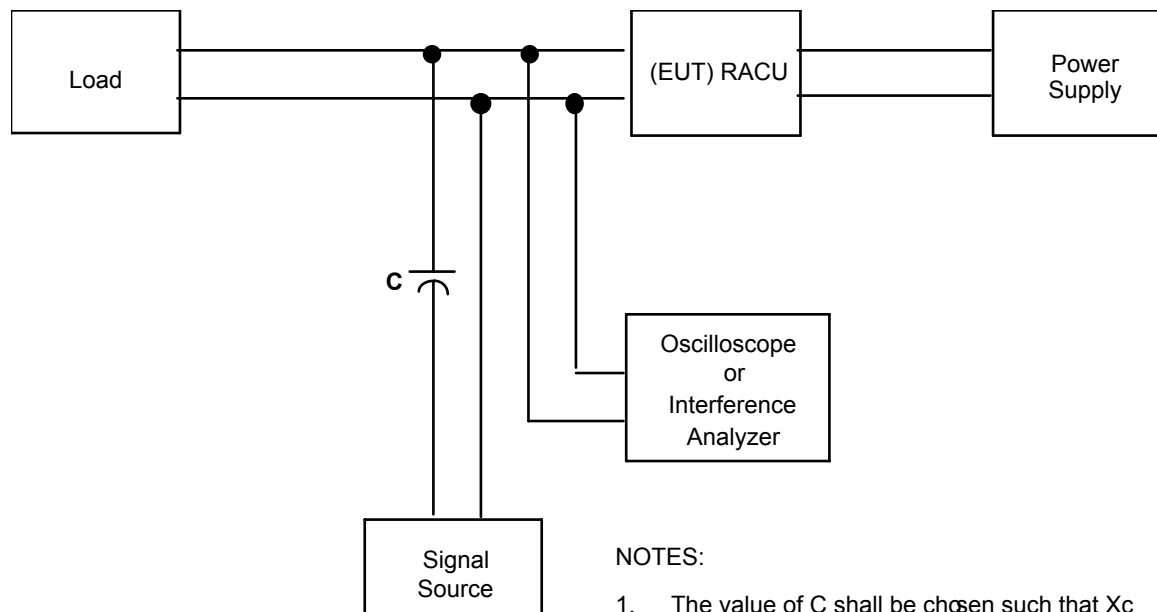 Load
(EUT) RACU
Power
Supply
C
Oscilloscope
or
Interference
Analyzer
Signal
Source
NOTES:
1. The value of C shall be chosen such that Xc